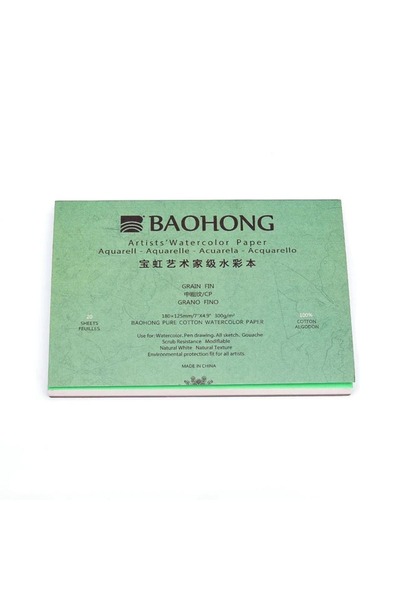 BAOHONG
Artists' Watercolor Paper
Aquarell - Aquarelle - Acuarela - Acquarello
宝虹艺术家级水彩本
GRAIN FIN
中粗纹/CP
GRANO FINO
20
SHEETS
FEUILLES
180×125mm/7"X4.9" 300g/m²
BAOHONG PURE COTTON WATERCOLOR PAPER
100%
COTTON
ALGODON
Use for: Watercolor, Pen drawing, All sketch, Gouache
Scrub Resistance Modifiable
Natural White Natural Texture
Environmental protection fit for all artists.
MADE IN CHINA